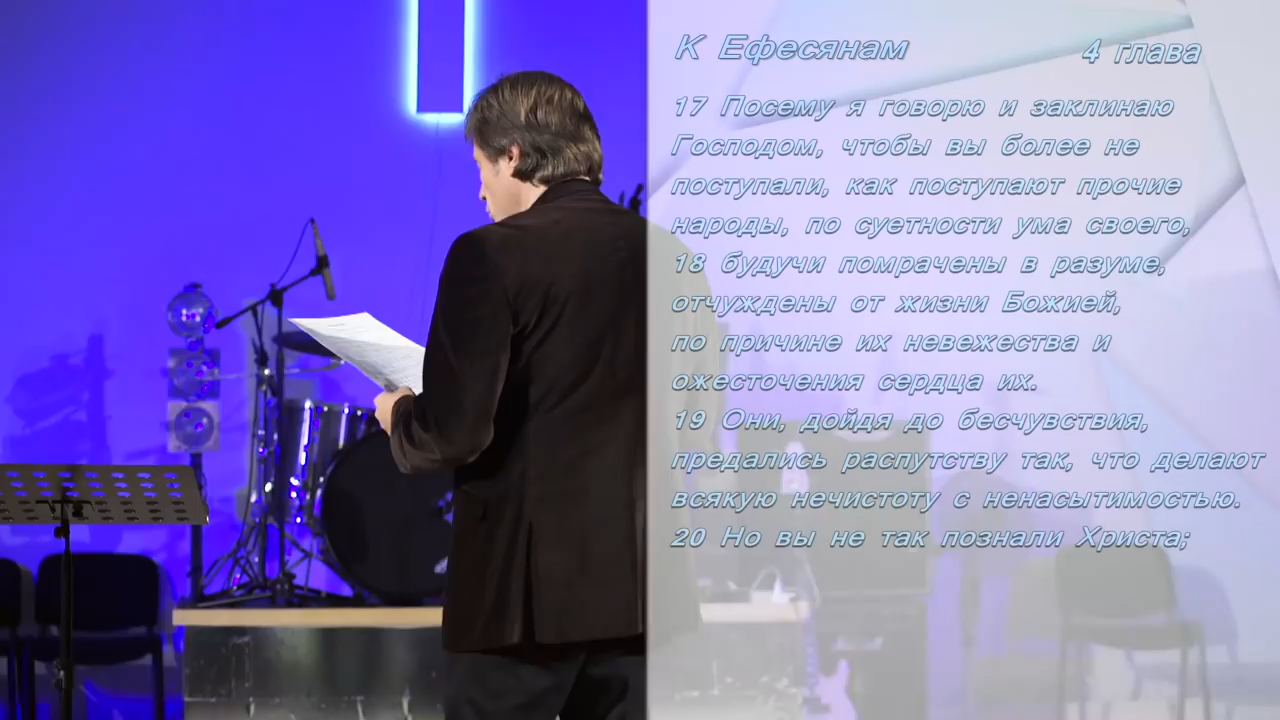 К Ефесянам 4 глава
17 Посему я говорю и заклинаю
Господом, чтобы вы более не
поступали, как поступают прочие
народы, по суетности ума своего,
18 будучи помрачены в разуме,
отчуждены от жизни Божией,
по причине их невежества и
ожесточения сердца их.
19 Они, дойдя до бесчувствия,
предались распутству так, что делают
всякую нечистоту с ненасытимостью.
20 Но вы не так познали Христа;